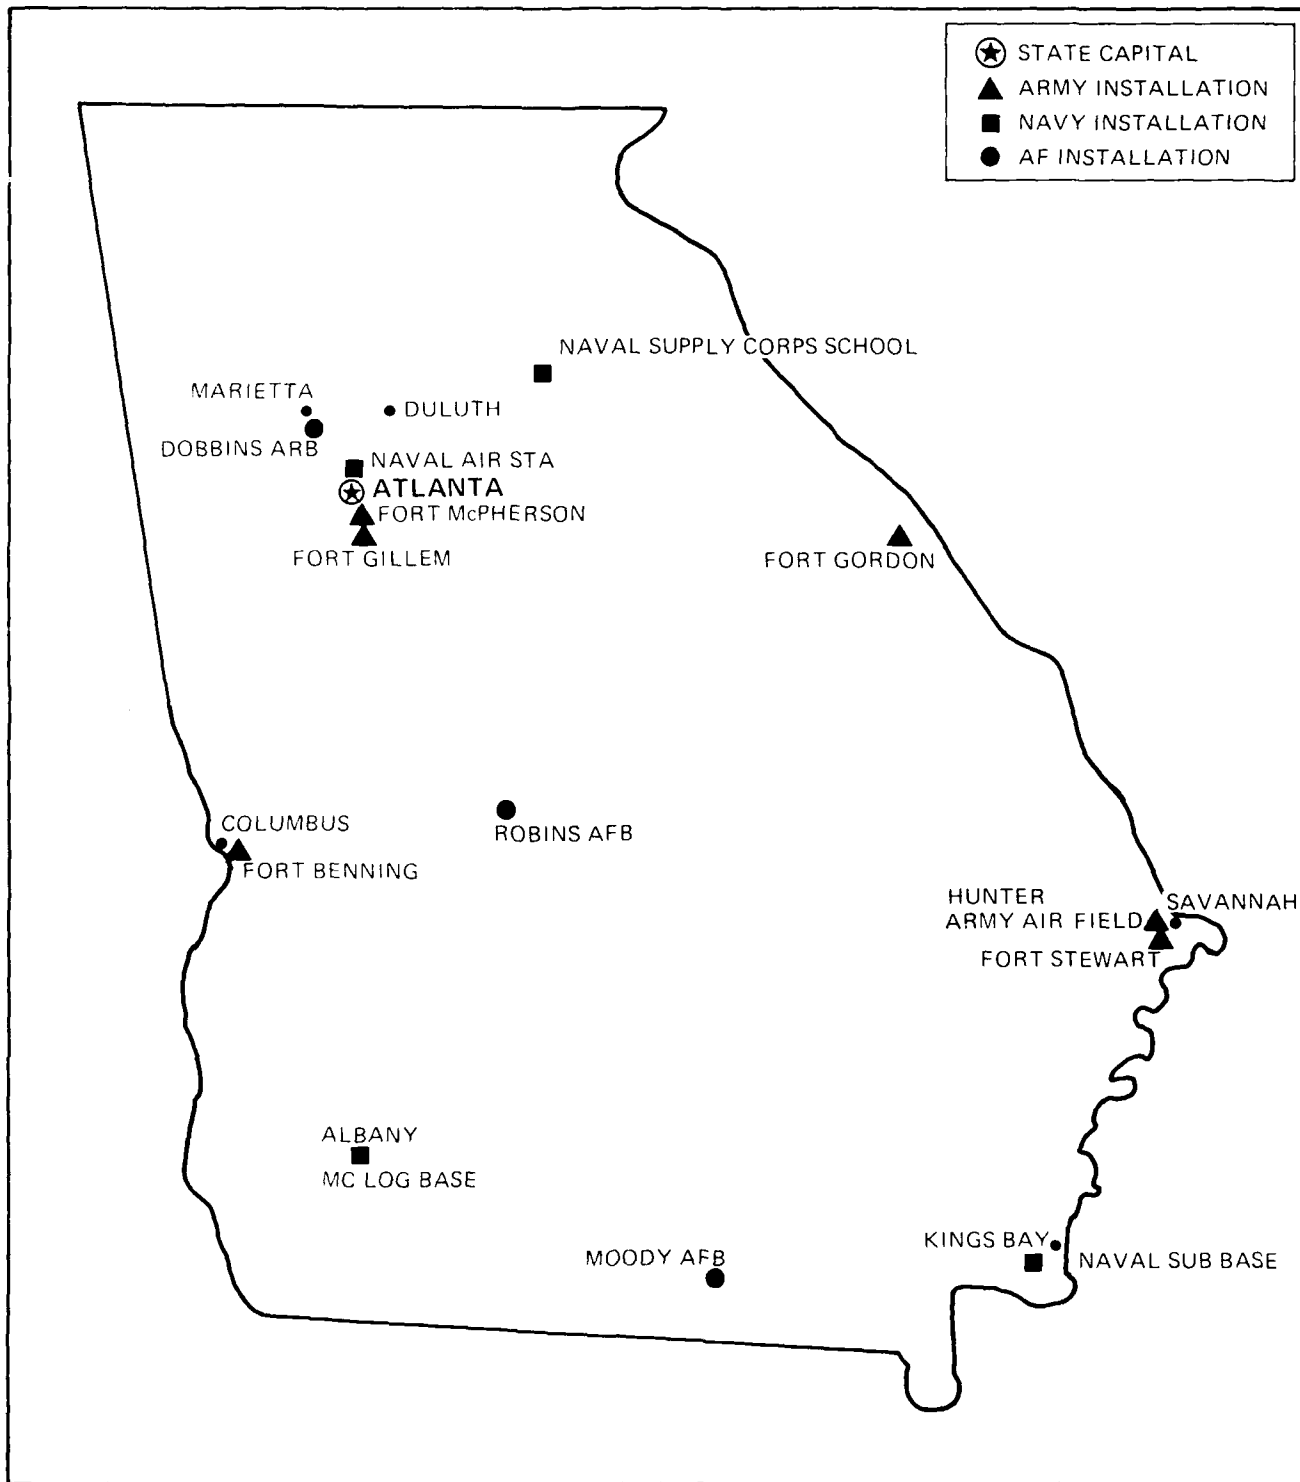 STATE CAPITAL
ARMY INSTALLATION
NAVY INSTALLATION
AF INSTALLATION
NAVAL SUPPLY CORPS SCHOOL
MARIETTA
DULUTH
DOBBINS ARB
NAVAL AIR STA
ATLANTA
FORT McPHERSON
FORT GILLEM
FORT GORDON
COLUMBUS
ROBINS AFB
FORT BENNING
HUNTER
ARMY AIR FIELD
SAVANNAH
FORT STEWART
ALBANY
MC LOG BASE
MOODY AFB
KINGS BAY
NAVAL SUB BASE